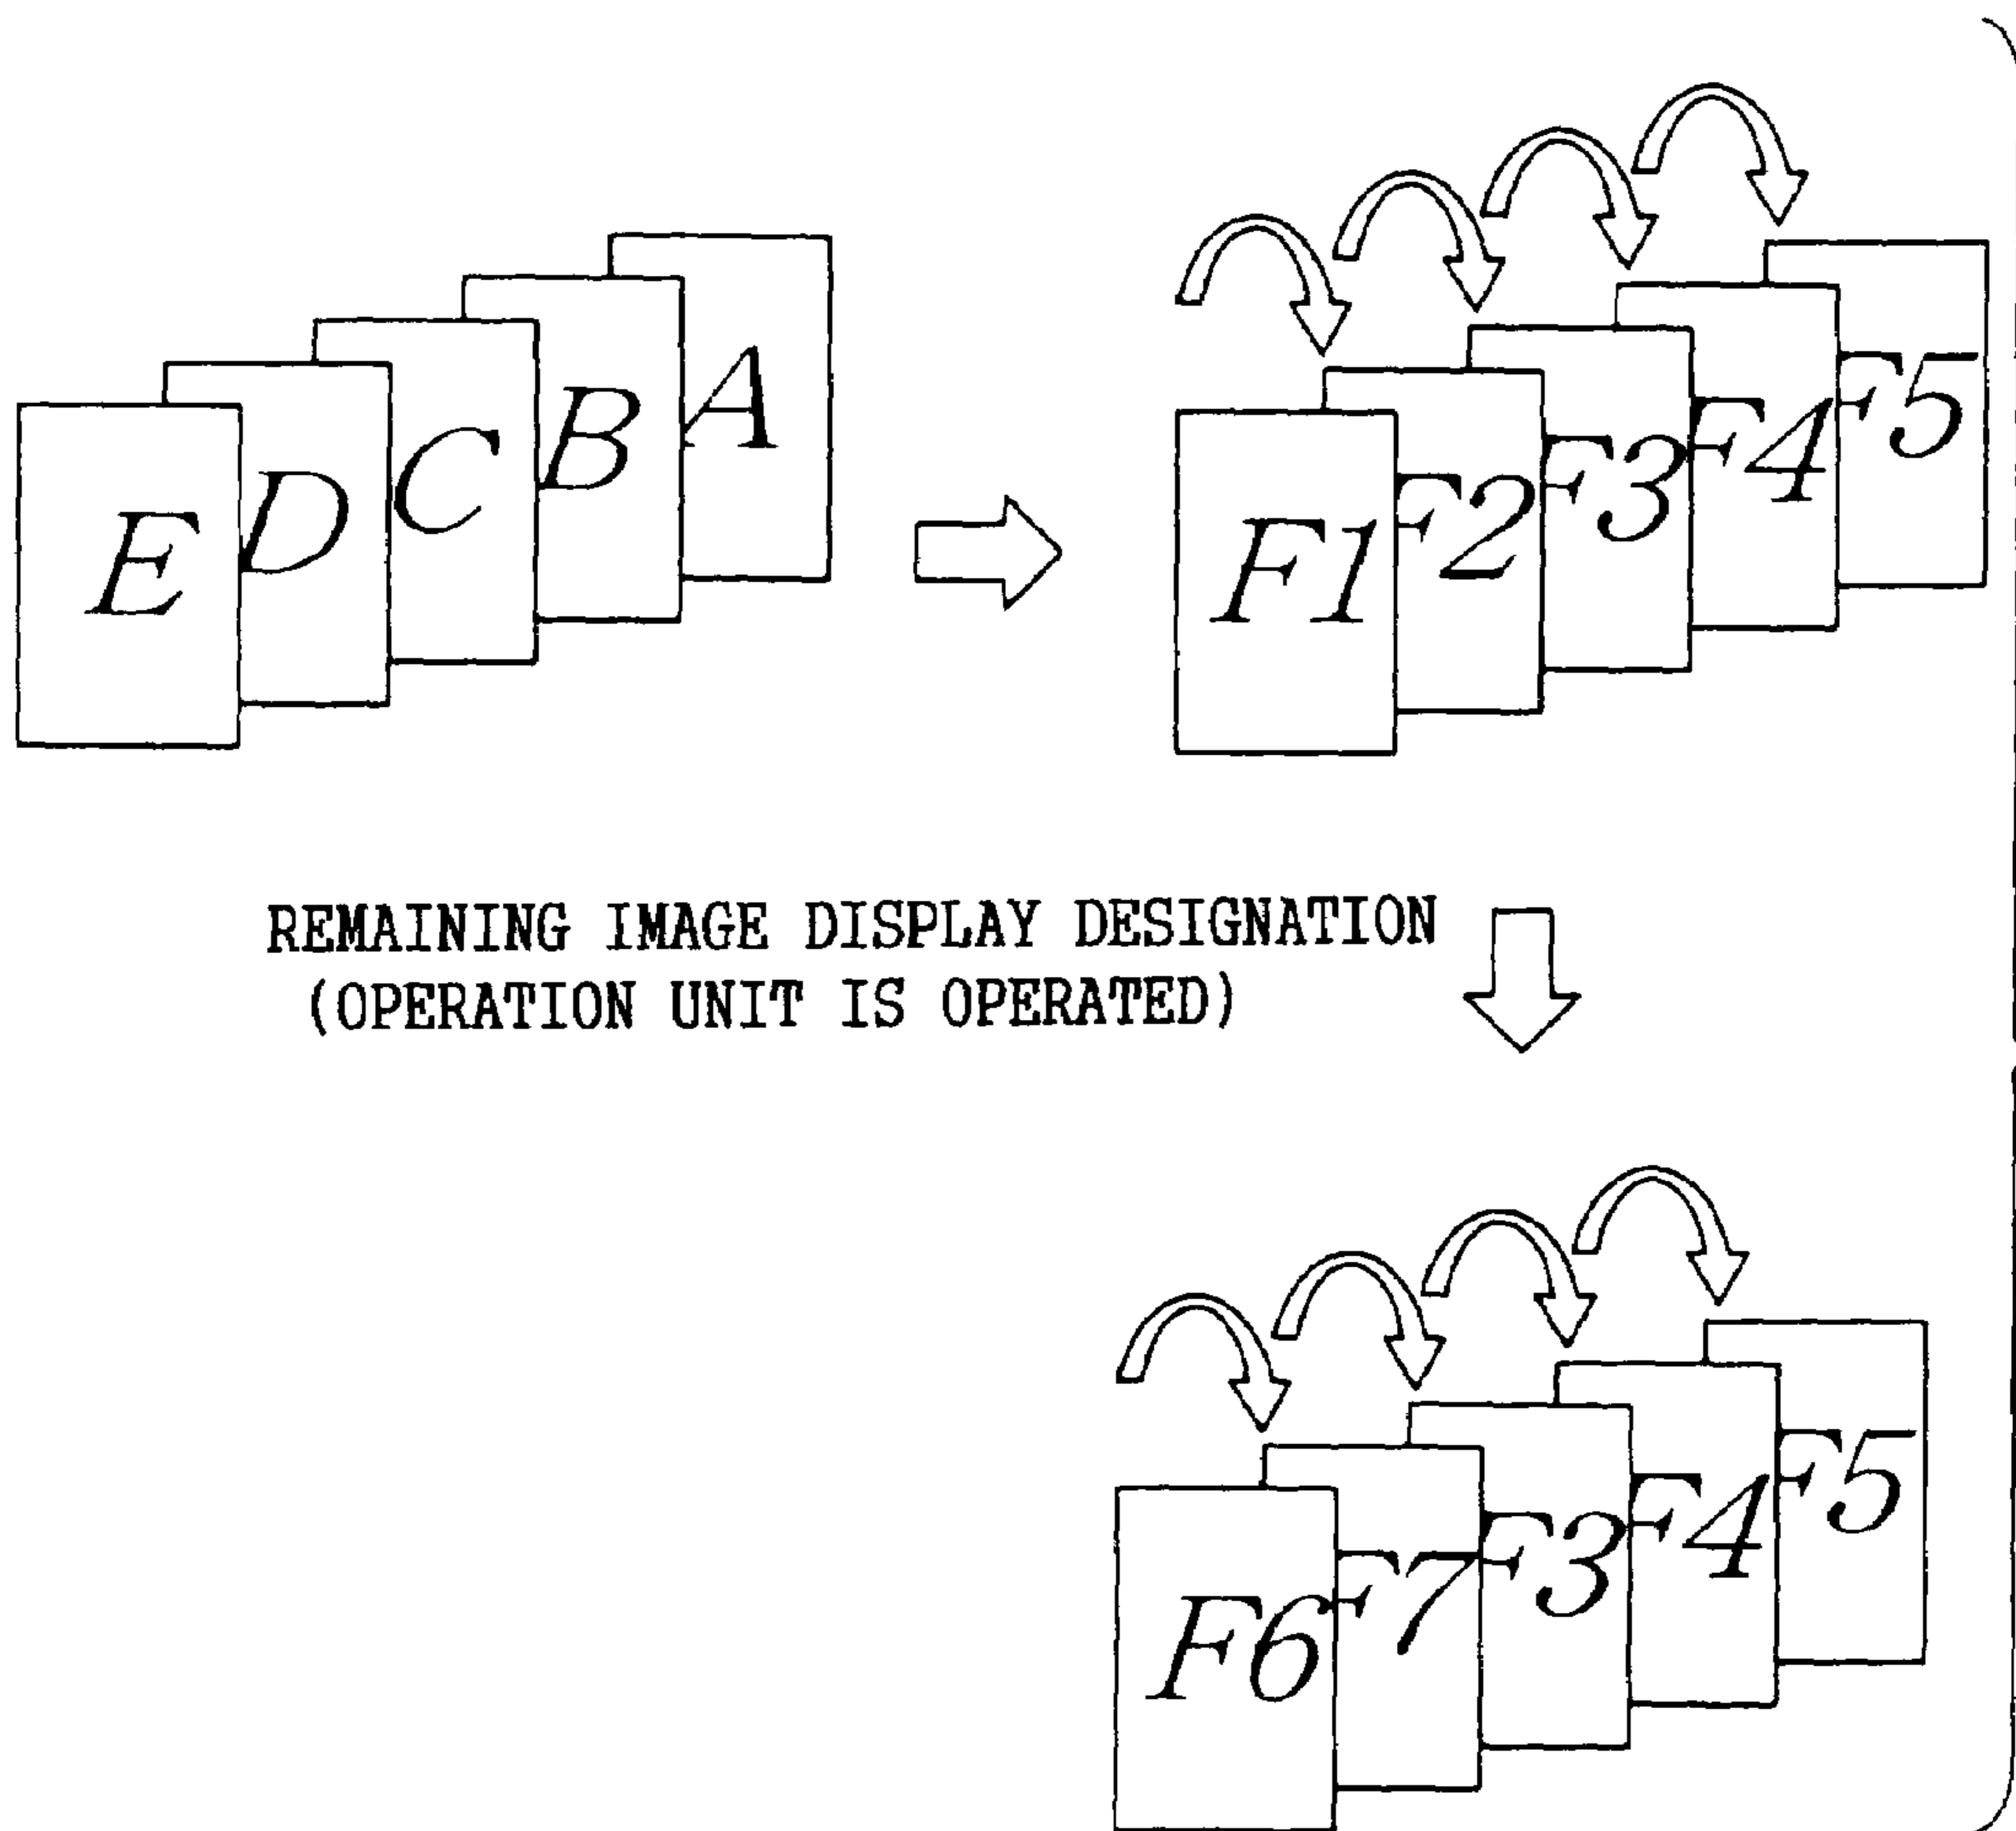 E D C B A
F1 F2 F3 F4 F5
REMAINING IMAGE DISPLAY DESIGNATION
(OPERATION UNIT IS OPERATED)
F6 F7 F3 F4 F5